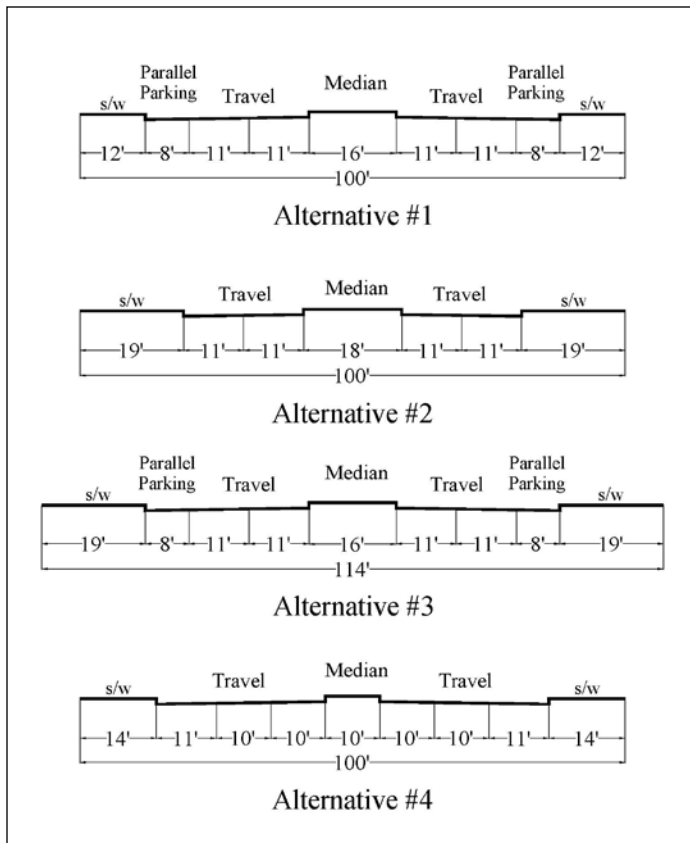 Parallel Parking
s/w Travel Median Travel Parallel Parking s/w
12' 8' 11' 11' 16' 11' 11' 8' 12'
100'
Alternative #1
s/w Travel Median Travel s/w
19' 11' 11' 18' 11' 11' 19'
100'
Alternative #2
Parallel Parking
s/w Travel Median Travel Parallel Parking s/w
19' 8' 11' 11' 16' 11' 11' 8' 19'
114'
Alternative #3
s/w Travel Median Travel s/w
14' 11' 10' 10' 10' 10' 10' 11' 14'
100'
Alternative #4